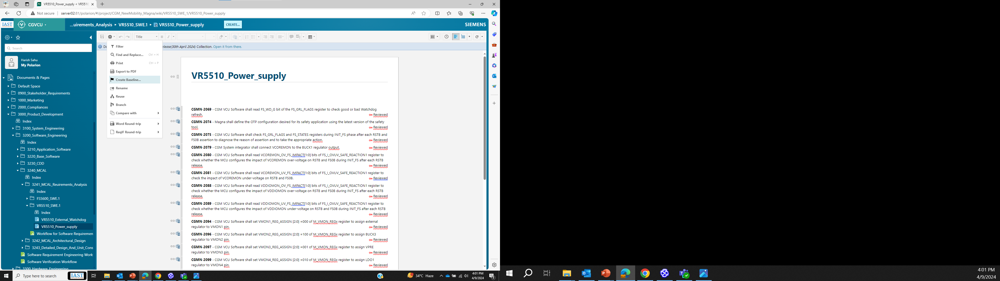 VR5510_Power_supply < VR5510
Not secure
server02:81/polarion/#/project/CGM_NewMobility_Magna/wiki/VR5510_SWE_1/VR5510_Power_supply
IAST
CGVCU
...uirements_Analysis ▸ VR5510_SWE.1 ▸ VR5510_Power_supply
CREATE...
SIEMENS
Search
Harish Sahu
My Polarion
Documents & Pages
Default Space
0900_Stakeholder_Requirements
1000_Marketing
2000_Compliances
3000_Product_Development
Index
3100_System_Engineering
3200_Software_Engineering
Index
3210_Application_Software
3220_Base_Software
3230_CDD
3240_MCAL
Index
3241_MCAL_Reuirements_Analysis
Index
FS5600_SWE.1
VR5510_SWE.1
Index
VR5510_External_Watchdog
VR5510_Power_supply
Workflow for Software Requiremen
3242_MCAL_Architectural_Design
3243_Detailed_Design_And_Unit_Cons
Software Requirement Engineering Work
Software Verification Workflow
3300_Hardware_Engineering
Title
B I
Do
elease(30th April 2024) Collection. Open it from there.
Filter
Find and Replace... Ctrl + H
Print Ctrl + P
Export to PDF
Create Baseline...
Rename
Reuse
Branch
Compare with
Word Round-trip
ReqIF Round-trip
VR5510_Power_supply
CGMN-2069 - CGM VCU Software shall read FS_WD_G bit of the FS_GRL_FLAGS register to check good or bad Watchdog
refresh. Reviewed
CGMN-2074 - Magna shall define the OTP configuration desired for its safety application using the latest version of the safety
tool. Reviewed
CGMN-2075 - CGM VCU Software shall check FS_GRL_FLAGS and FS_STATES registers during INIT_FS phase after each RSTB and
FS0B assertion to diagnose the reason of assertion and to take the appropriate action. Reviewed
CGMN-2079 - CGM System integrator shall connect VCOREMON to the BUCK1 regulator output. Reviewed
CGMN-2080 - CGM VCU Software shall read VCOREMON_OV_FS_IMPACT[1:0] bits of FS_I_OVUV_SAFE_REACTION1 register to
check whether the MCU configures the impact of VCOREMON over-voltage on RSTB and FS0B during INIT_FS after each RSTB
release. Reviewed
CGMN-2081 - CGM VCU Software shall read VCOREMON_UV_FS_IMPACT[1:0] bits of FS_I_OVUV_SAFE_REACTION1 register to
check the impact of VCOREMON under-voltage on RSTB and FS0B. Reviewed
CGMN-2088 - CGM VCU Software shall read VDDIOMON_OV_FS_IMPACT[1:0] bits of FS_I_OVUV_SAFE_REACTION1 register to
check whether the MCU configures the impact of VDDIOMON over-voltage on RSTB and FS0B during INIT_FS after each RSTB
release. Reviewed
CGMN-2089 - CGM VCU Software shall read VDDIOMON_UV_FS_IMPACT[1:0] bits of FS_I_OVUV_SAFE_REACTION1 register to
check whether the MCU configures the impact of VDDIOMON under-voltage on RSTB and FS0B during INIT_FS after each RSTB
release. Reviewed
CGMN-2094 - CGM VCU Software shall set VMON1_REG_ASSIGN [2:0] =000 of M_VMON_REGx register to assign external
regulator to VMON1 pin. Reviewed
CGMN-2096 - CGM VCU Software shall set VMON2_REG_ASSIGN [2:0] =100 of M_VMON_REGx register to assign BUCK3
regulator to VMON2 pin. Reviewed
CGMN-2097 - CGM VCU Software shall set VMON3_REG_ASSIGN [2:0] =001 of M_VMON_REGx register to assign VPRE
regulator to VMON3 pin. Reviewed
CGMN-2099 - CGM VCU Software shall set VMON4_REG_ASSIGN [2:0] =010 of M_VMON_REGx register to assign LDO1
regulator to VMON4 pin. Reviewed
Type here to search
IAST
34°C Haze
4:01 PM
4/9/2024
5
4:01 PM
4/9/2024